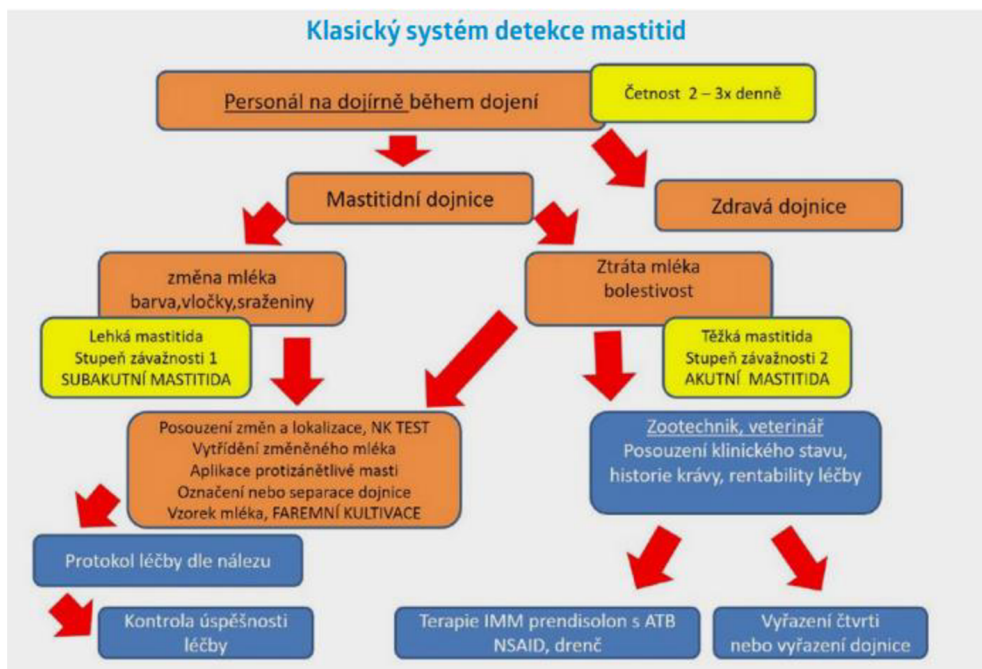 Klasický systém detekce mastitid
Personál na dojírně během dojení
Četnost 2 – 3x denně
Mastitidní dojnice
Zdravá dojnice
změna mléka
barva,vločky,sraženiny
Ztráta mléka
bolestivost
Lehká mastitida
Stupeň závažnosti 1
SUBAKUTNÍ MASTITIDA
Těžká mastitida
Stupeň závažnosti 2
AKUTNÍ MASTITIDA
Posouzení změn a lokalizace, NK TEST
Vytřídění změněného mléka
Aplikace protizánětlivé masti
Označení nebo separace dojnice
Vzorek mléka, FAREMNÍ KULTIVACE
Zootechnik, veterinář
Posouzení klinického stavu,
historie krávy, rentability léčby
Protokol léčby dle nálezu
Kontrola úspěšnosti
léčby
Terapie IMM prendisolon s ATB
NSAID, drenč
Vyřazení čtvrti
nebo vyřazení dojnice